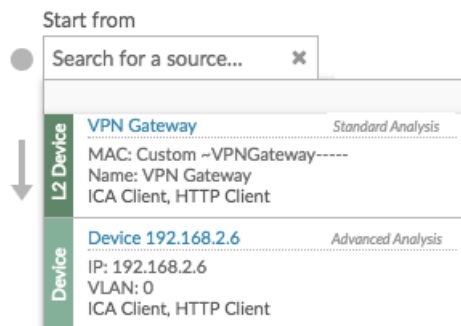 Start from
Search for a source... ×
L2 Device
VPN Gateway Standard Analysis
MAC: Custom ~VPNGateway-----
Name: VPN Gateway
ICA Client, HTTP Client
Device
Device 192.168.2.6 Advanced Analysis
IP: 192.168.2.6
VLAN: 0
ICA Client, HTTP Client